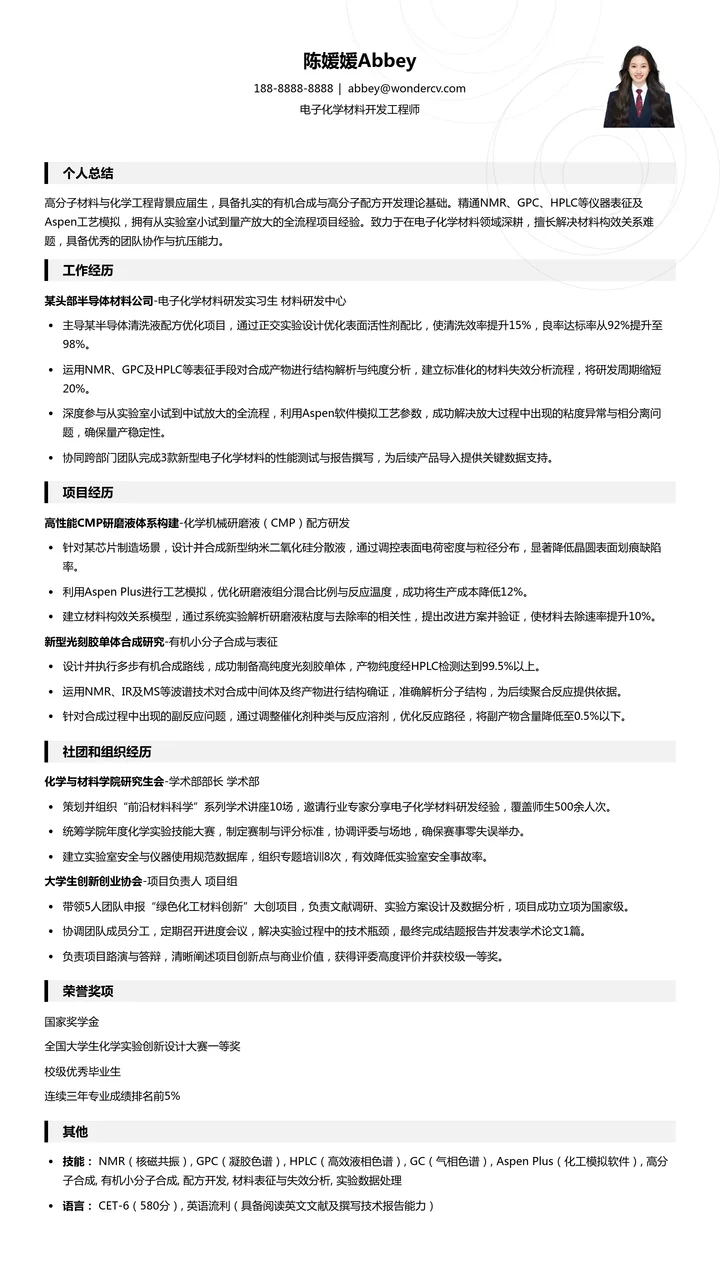 陈媛媛Abbey
188-8888-8888 | abbey@wondercv.com
电子化学材料开发工程师
个人总结
高分子材料与化学工程背景应届生，具备扎实的有机合成与高分子配方开发理论基础。精通NMR、GPC、HPLC等仪器表征及
Aspen工艺模拟，拥有从实验室小试到量产放大的全流程项目经验。致力于在电子化学材料领域深耕，擅长解决材料构效关系难
题，具备优秀的团队协作与抗压能力。
工作经历
某头部半导体材料公司-电子化学材料研发实习生 材料研发中心
• 主导某半导体清洗液配方优化项目，通过正交实验设计优化表面活性剂配比，使清洗效率提升15%，良率达标率从92%提升至
98%。
• 运用NMR、GPC及HPLC等表征手段对合成产物进行结构解析与纯度分析，建立标准化的材料失效分析流程，将研发周期缩短
20%。
• 深度参与从实验室小试到中试放大的全流程，利用Aspen软件模拟工艺参数，成功解决放大过程中出现的粘度异常与相分离问
题，确保量产稳定性。
• 协同跨部门团队完成3款新型电子化学材料的性能测试与报告撰写，为后续产品导入提供关键数据支持。
项目经历
高性能CMP研磨液体系构建-化学机械研磨液（CMP）配方研发
• 针对某芯片制造场景，设计并合成新型纳米二氧化硅分散液，通过调控表面电荷密度与粒径分布，显著降低晶圆表面划痕缺陷
率。
• 利用Aspen Plus进行工艺模拟，优化研磨液组分混合比例与反应温度，成功将生产成本降低12%。
• 建立材料构效关系模型，通过系统实验解析研磨液粘度与去除率的相关性，提出改进方案并验证，使材料去除速率提升10%。
新型光刻胶单体合成研究-有机小分子合成与表征
• 设计并执行多步有机合成路线，成功制备高纯度光刻胶单体，产物纯度经HPLC检测达到99.5%以上。
• 运用NMR、IR及MS等波谱技术对合成中间体及终产物进行结构确证，准确解析分子结构，为后续聚合反应提供依据。
• 针对合成过程中出现的副反应问题，通过调整催化剂种类与反应溶剂，优化反应路径，将副产物含量降低至0.5%以下。
社团和组织经历
化学与材料学院研究生会-学术部部长 学术部
• 策划并组织“前沿材料科学”系列学术讲座10场，邀请行业专家分享电子化学材料研发经验，覆盖师生500余人次。
• 统筹学院年度化学实验技能大赛，制定赛制与评分标准，协调评委与场地，确保赛事零失误举办。
• 建立实验室安全与仪器使用规范数据库，组织专题培训8次，有效降低实验室安全事故率。
大学生创新创业协会-项目负责人 项目组
• 带领5人团队申报“绿色化工材料创新”大创项目，负责文献调研、实验方案设计及数据分析，项目成功立项为国家级。
• 协调团队成员分工，定期召开进度会议，解决实验过程中的技术瓶颈，最终完成结题报告并发表学术论文1篇。
• 负责项目路演与答辩，清晰阐述项目创新点与商业价值，获得评委高度评价并获校级一等奖。
荣誉奖项
国家奖学金
全国大学生化学实验创新设计大赛一等奖
校级优秀毕业生
连续三年专业成绩排名前5%
其他
• 技能： NMR（核磁共振）, GPC（凝胶色谱）, HPLC（高效液相色谱）, GC（气相色谱）, Aspen Plus（化工模拟软件）, 高分
子合成, 有机小分子合成, 配方开发, 材料表征与失效分析, 实验数据处理
• 语言： CET-6（580分）, 英语流利（具备阅读英文文献及撰写技术报告能力）